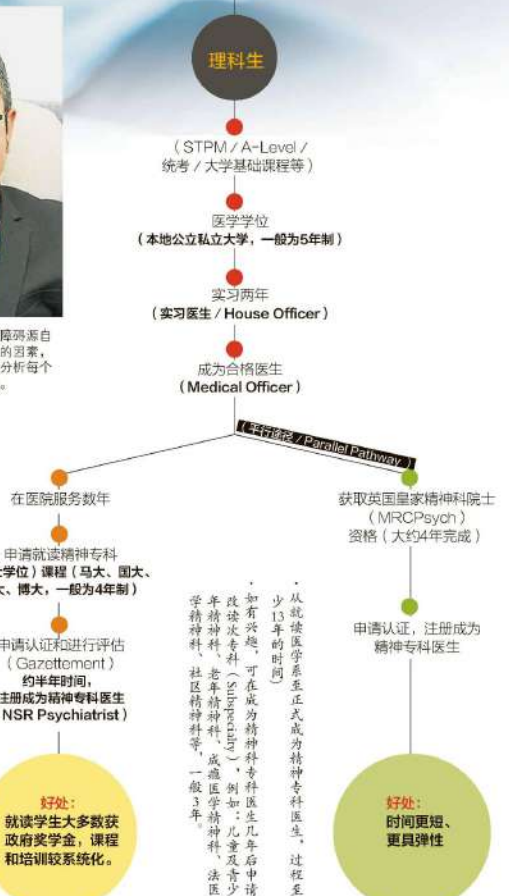 理科生
（STPM / A-Level /
统考 / 大学基础课程等）
医学学位
（本地公立私立大学，一般为5年制）
实习两年
（实习医生 / House Officer）
成为合格医生
（Medical Officer）
障碍源自
的因素，
分析每个
。
（平行途径 / Parallel Pathway）
在医院服务数年
申请就读精神专科
士学位）课程（马大、国大、
大、博大，一般为4年制）
申请认证和进行评估
（Gazettement）
约半年时间，
注册成为精神专科医生
NSR Psychiatrist）
好处：
就读学生大多数获
政府奖学金，课程
和培训较系统化。
获取英国皇家精神科院士
（MRCPsych）
资格（大约4年完成）
申请认证，注册成为
精神专科医生
好处：
时间更短、
更具弹性
·从就读医学系至正式成为精神专科医生，过程至
少13年的时间）
·如有兴趣，可在成为精神科专科医生几年后申请
改读次专科（Subspecialty），例如：儿童及青少
年精神科、老年精神科、成瘾医学精神科、法医
学精神科、社区精神科等，一般3年。